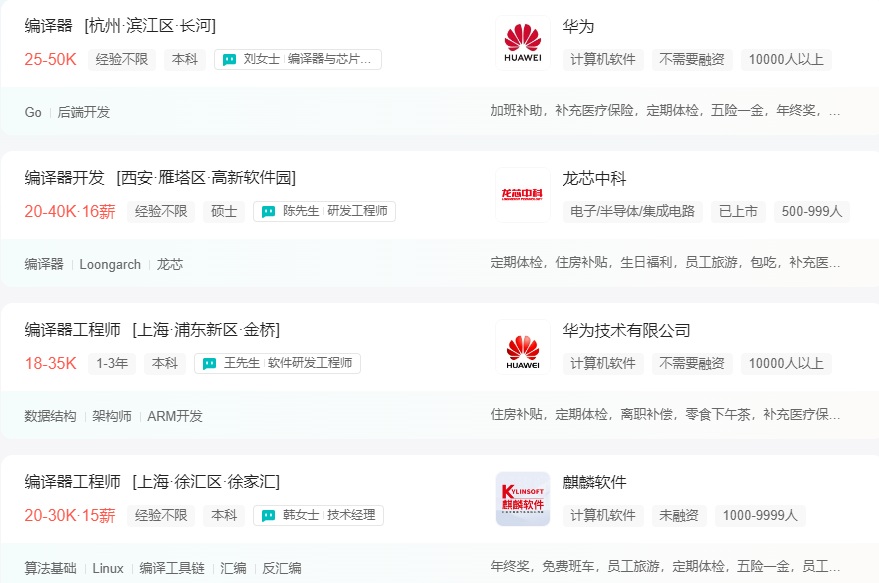 编译器 [杭州·滨江区·长河]
25-50K 经验不限 本科 刘女士 编译器与芯片...
HUAWEI
华为
计算机软件 不需要融资 10000人以上
Go 后端开发
加班补助，补充医疗保险，定期体检，五险一金，年终奖，...
编译器开发 [西安·雁塔区·高新软件园]
20-40K·16薪 经验不限 硕士 陈先生 研发工程师
龙芯中科
龙芯中科
电子/半导体/集成电路 已上市 500-999人
编译器 Loongarch 龙芯
定期体检，住房补贴，生日福利，员工旅游，包吃，补充医...
编译器工程师 [上海·浦东新区·金桥]
18-35K 1-3年 本科 王先生 软件研发工程师
HUAWEI
华为技术有限公司
计算机软件 不需要融资 10000人以上
数据结构 架构师 ARM开发
住房补贴，定期体检，离职补偿，零食下午茶，补充医疗保...
编译器工程师 [上海·徐汇区·徐家汇]
20-30K·15薪 经验不限 本科 韩女士 技术经理
KYLINSOFT
麒麟软件
麒麟软件
计算机软件 未融资 1000-9999人
算法基础 Linux 编译工具链 汇编 反汇编
年终奖，免费班车，员工旅游，定期体检，五险一金，员工...